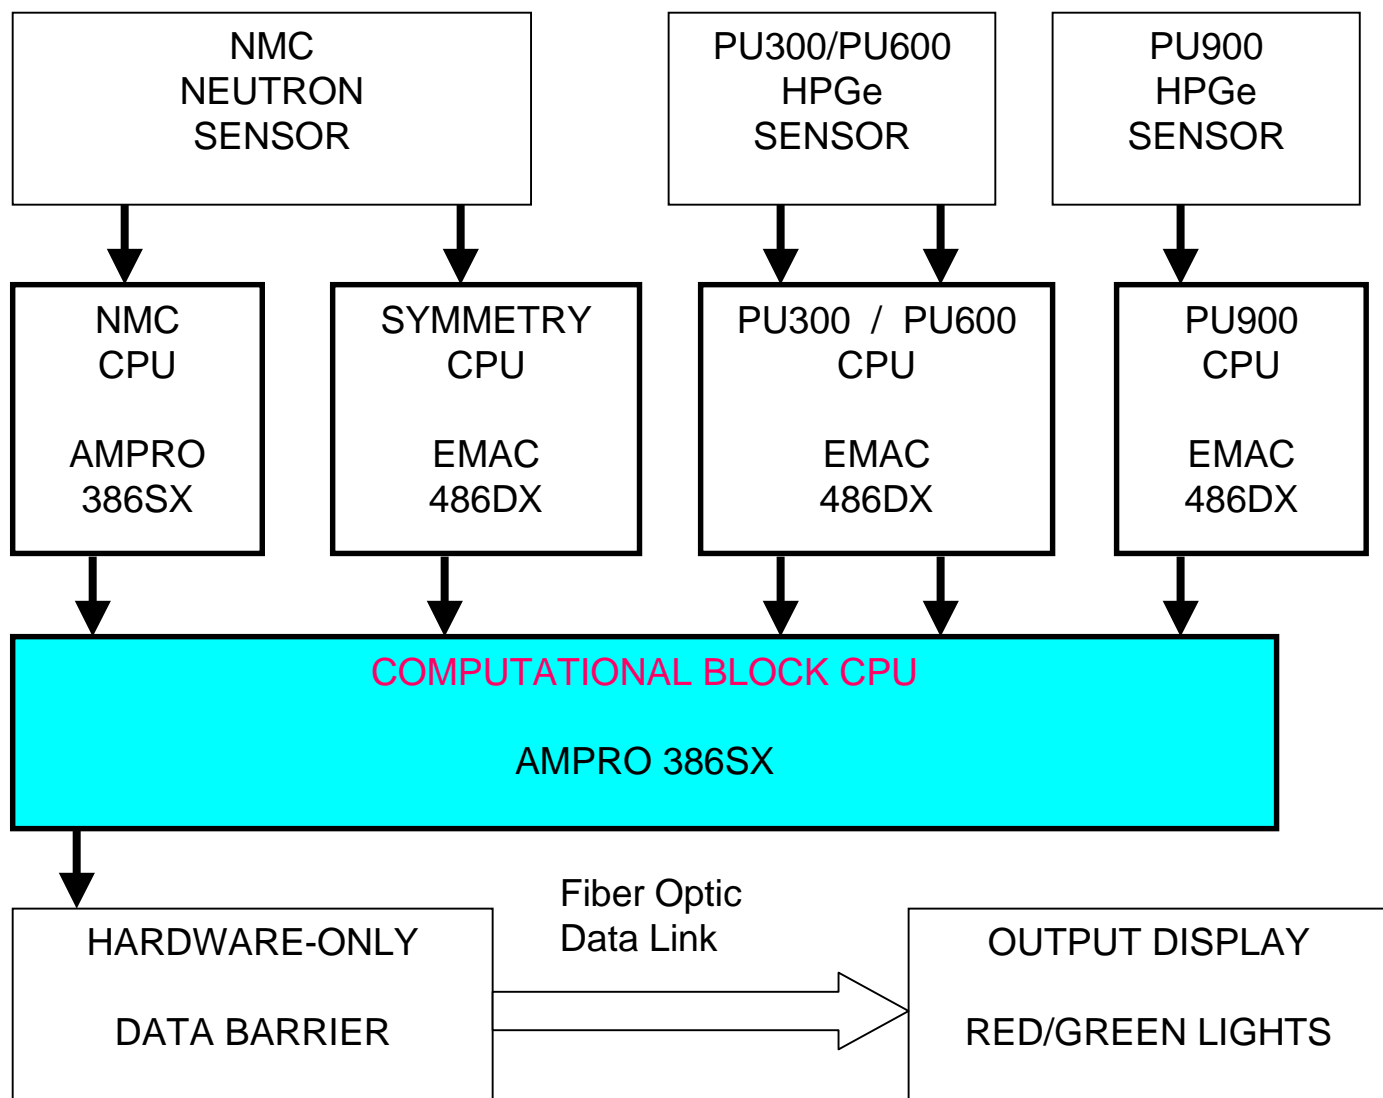 NMC
NEUTRON
SENSOR
PU300/PU600
HPGe
SENSOR
PU900
HPGe
SENSOR
NMC
CPU
AMPRO
386SX
SYMMETRY
CPU
EMAC
486DX
PU300 / PU600
CPU
EMAC
486DX
PU900
CPU
EMAC
486DX
COMPUTATIONAL BLOCK CPU
AMPRO 386SX
HARDWARE-ONLY
DATA BARRIER
Fiber Optic
Data Link
OUTPUT DISPLAY
RED/GREEN LIGHTS